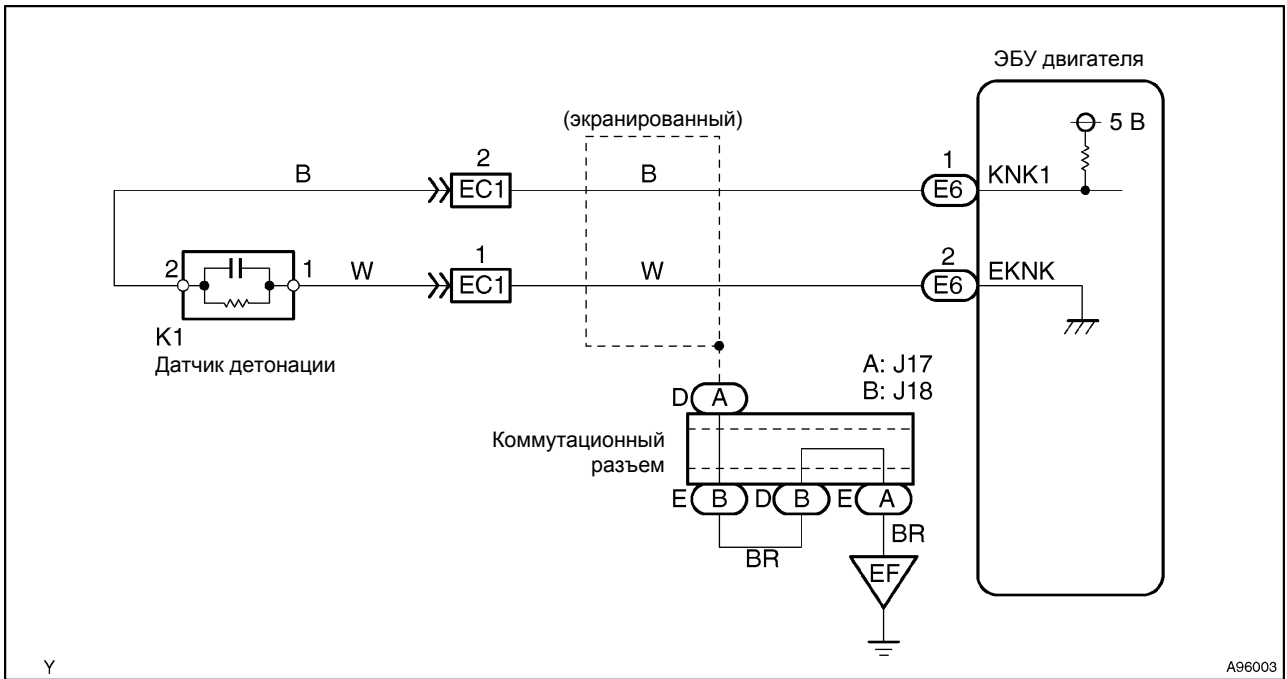 ЭБУ двигателя
(экранированный)
5 В
B
2
EC1
B
1
E6
KNK1
2
1
W
1
EC1
W
2
E6
EKNK
K1
Датчик детонации
A: J17
B: J18
D
A
Коммутационный
разъем
E
B
D
B
E
A
BR
BR
EF
Y
A96003